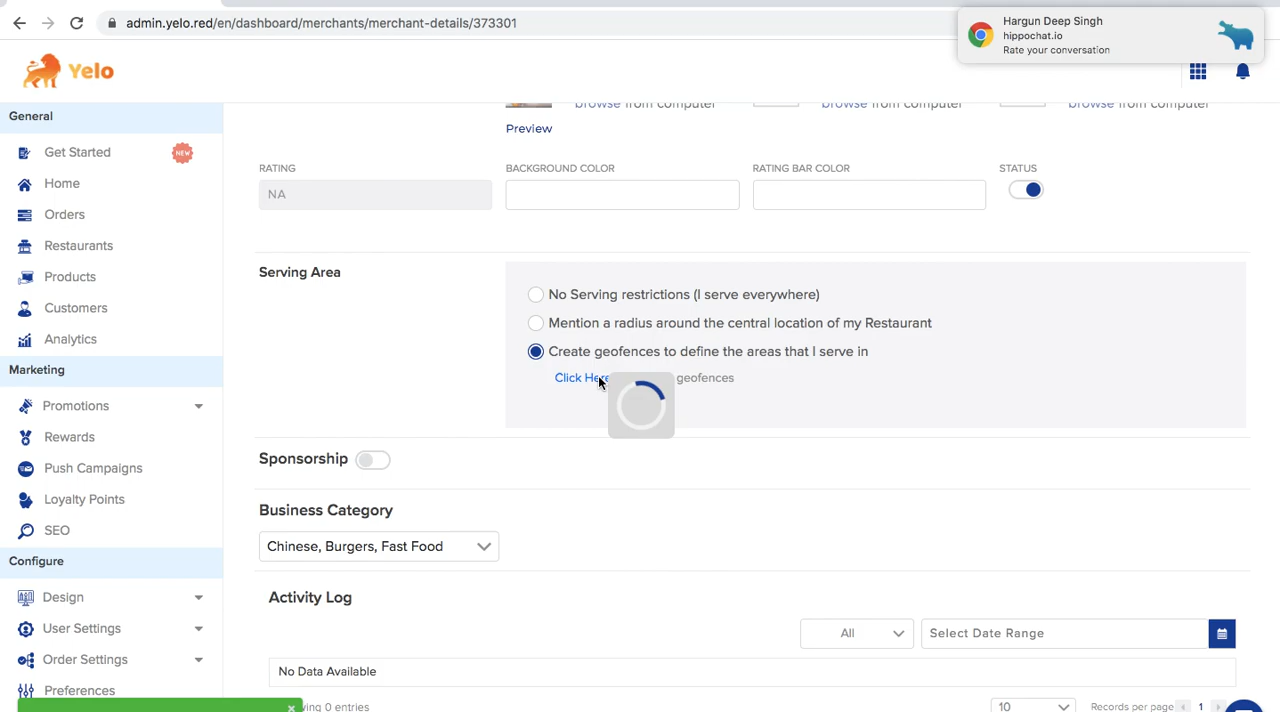 admin.yelo.red/en/dashboard/merchants/merchant-details/373301
Hargun Deep Singh
hippochat.io
Rate your conversation
Yelo
General
Get Started
NEW
Home
Orders
Restaurants
Products
Customers
Analytics
Marketing
Promotions
Rewards
Push Campaigns
Loyalty Points
SEO
Configure
Design
User Settings
Order Settings
Preferences
browse from computer
browse from computer
browse from computer
Preview
RATING
BACKGROUND COLOR
RATING BAR COLOR
STATUS
NA
Serving Area
No Serving restrictions (I serve everywhere)
Mention a radius around the central location of my Restaurant
Create geofences to define the areas that I serve in
Click Here geofences
Sponsorship
Business Category
Chinese, Burgers, Fast Food
Activity Log
All
Select Date Range
No Data Available
0 entries
10
Records per page
1